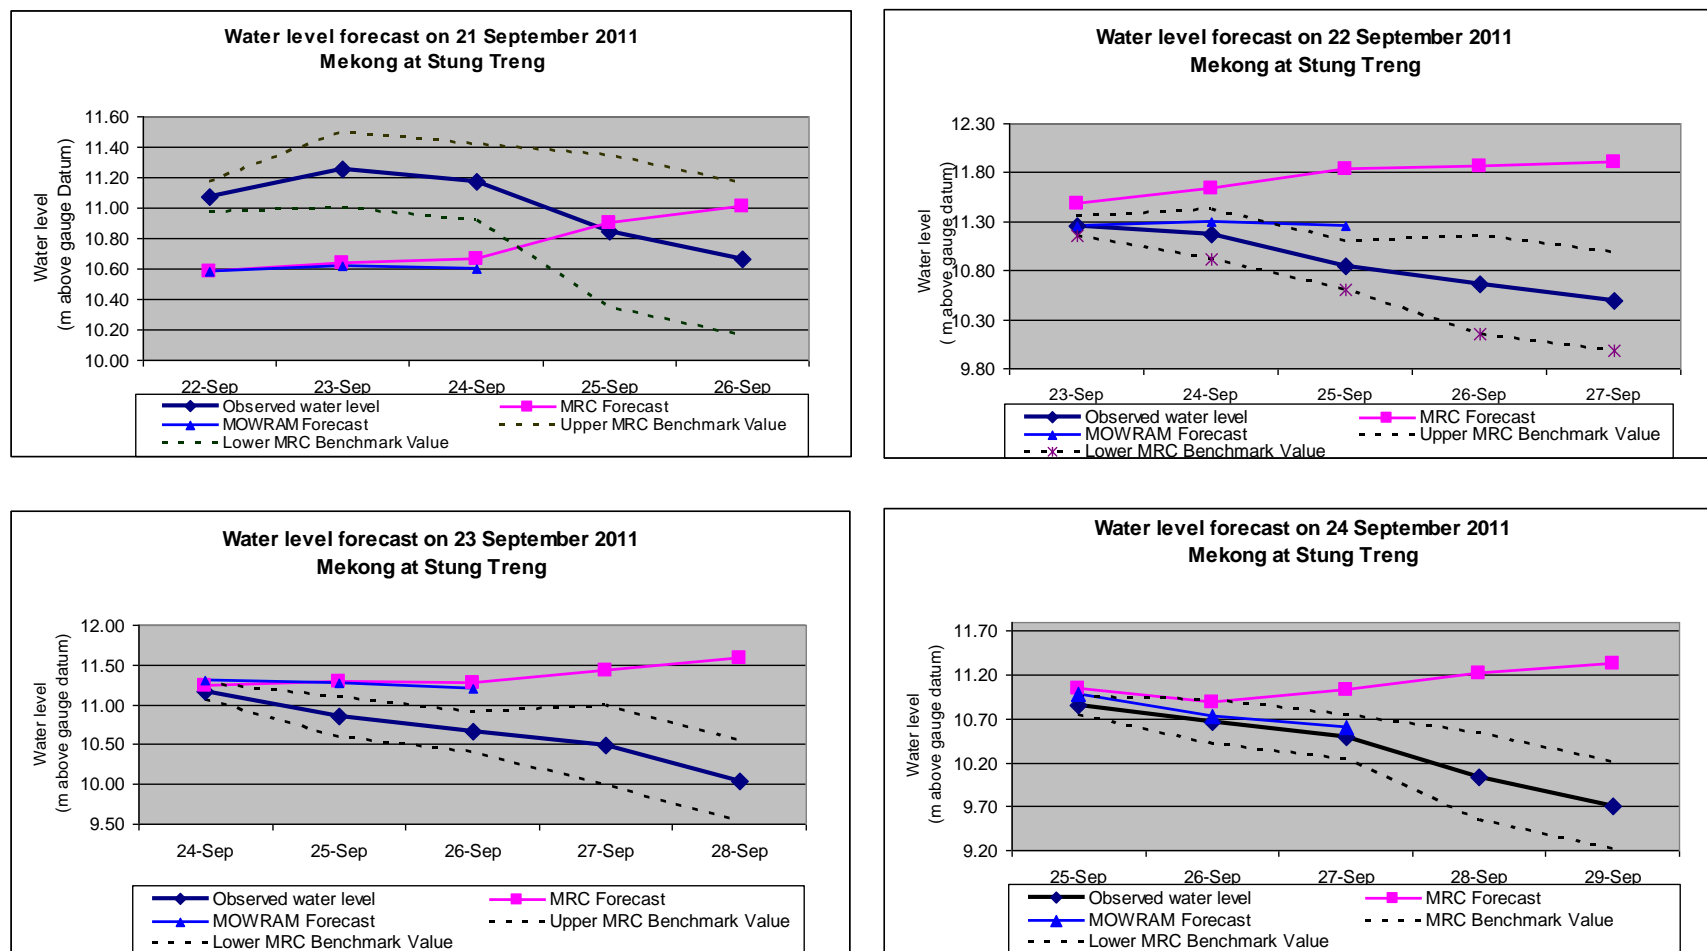 Water level forecast on 21 September 2011
Mekong at Stung Treng
Water level
(m above gauge Datum)
11.60
11.40
11.20
11.00
10.80
10.60
10.40
10.20
10.00
22-Sep 23-Sep 24-Sep 25-Sep 26-Sep
Observed water level MRC Forecast
MOWRAM Forecast Upper MRC Benchmark Value
Lower MRC Benchmark Value
Water level forecast on 22 September 2011
Mekong at Stung Treng
Water level
( m above gauge datum)
12.30
11.80
11.30
10.80
10.30
9.80
23-Sep 24-Sep 25-Sep 26-Sep 27-Sep
Observed water level MRC Forecast
MOWRAM Forecast Upper MRC Benchmark Value
Lower MRC Benchmark Value
Water level forecast on 23 September 2011
Mekong at Stung Treng
Water level
(m above gauge datum)
12.00
11.50
11.00
10.50
10.00
9.50
24-Sep 25-Sep 26-Sep 27-Sep 28-Sep
Observed water level MRC Forecast
MOWRAM Forecast Upper MRC Benchmark Value
Lower MRC Benchmark Value
Water level forecast on 24 September 2011
Mekong at Stung Treng
Water level
(m above gauge datum)
11.70
11.20
10.70
10.20
9.70
9.20
25-Sep 26-Sep 27-Sep 28-Sep 29-Sep
Observed water level MRC Forecast
MOWRAM Forecast MRC Benchmark Value
Lower MRC Benchmark Value